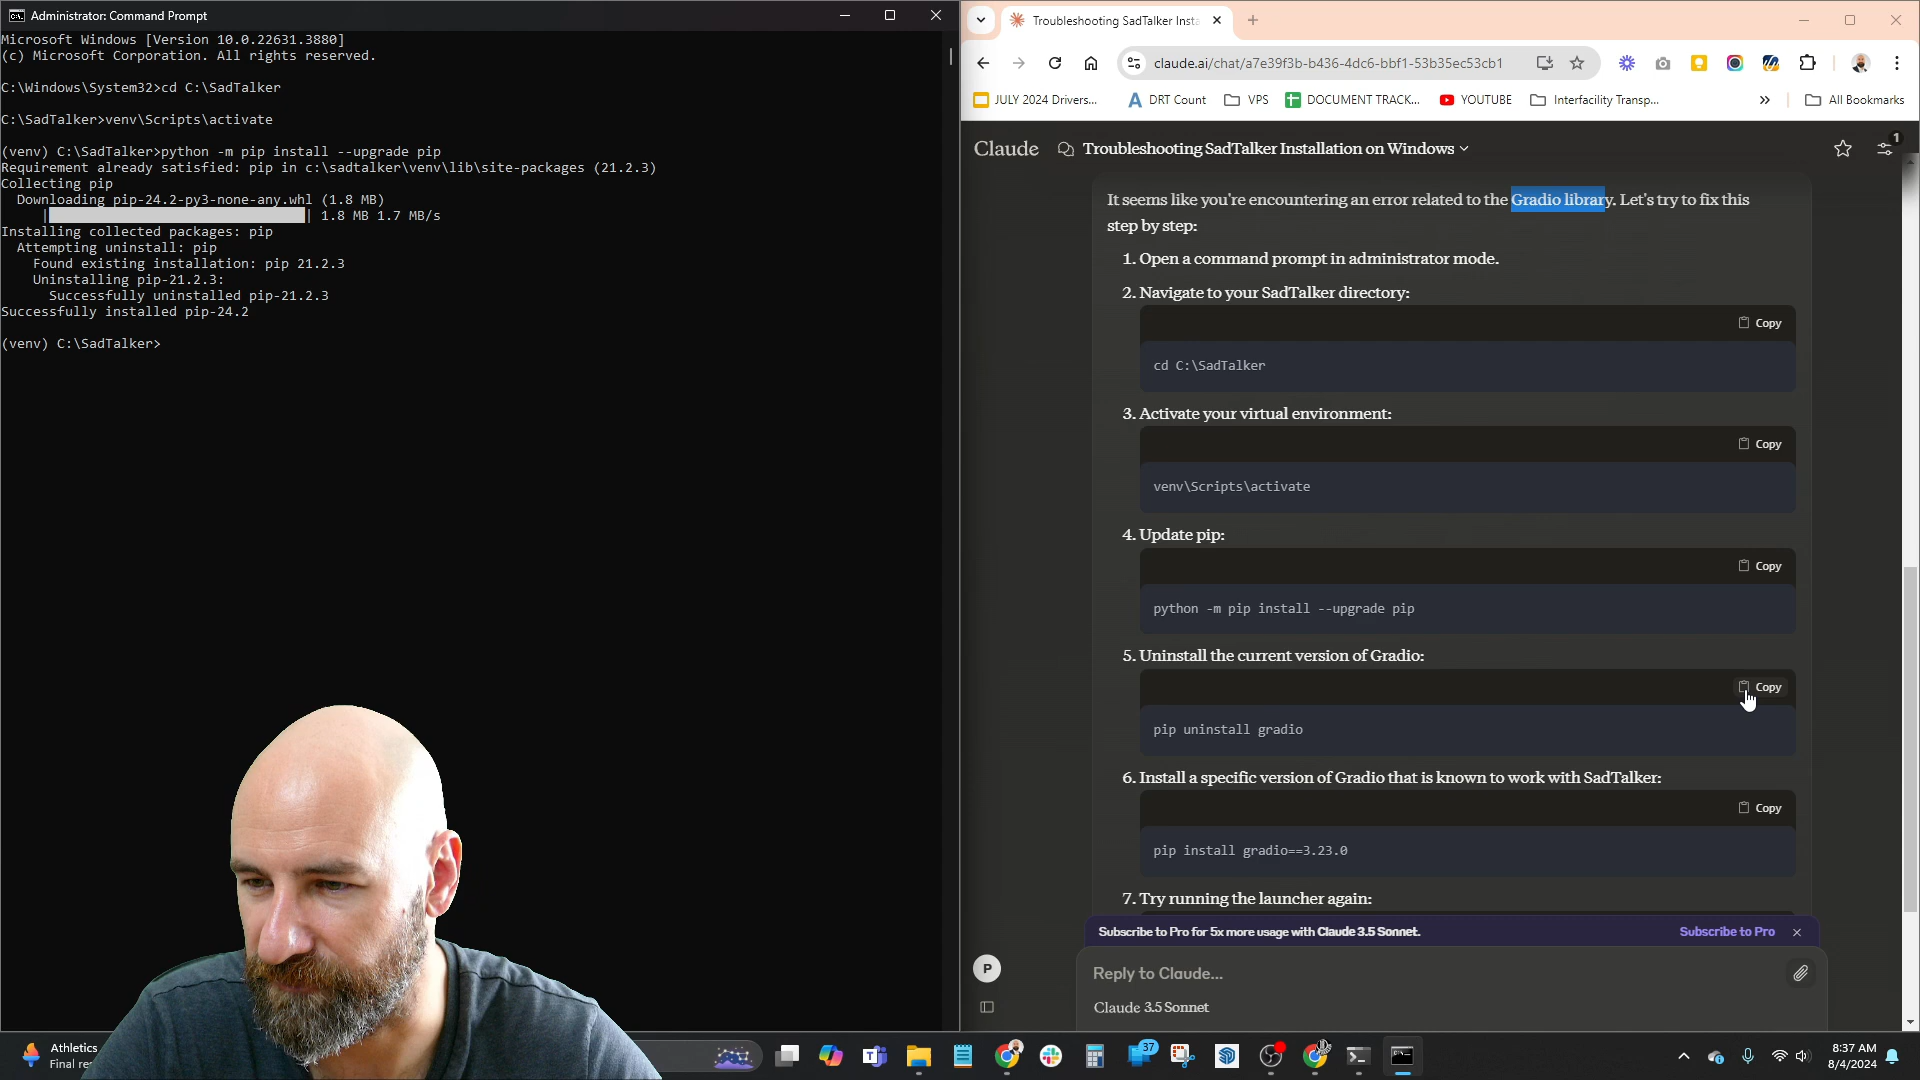 Administrator: Command Prompt
Microsoft Windows [Version 10.0.22631.3880]
(c) Microsoft Corporation. All rights reserved.
C:\Windows\System32>cd C:\SadTalker
C:\SadTalker>venv\Scripts\activate
(venv) C:\SadTalker>python -m pip install --upgrade pip
Requirement already satisfied: pip in c:\sadtalker\venv\lib\site-packages (21.2.3)
Collecting pip
Downloading pip-24.2-py3-none-any.whl (1.8 MB)
| | 1.8 MB 1.7 MB/s
Installing collected packages: pip
Attempting uninstall: pip
Found existing installation: pip 21.2.3
Uninstalling pip-21.2.3:
Successfully uninstalled pip-21.2.3
Successfully installed pip-24.2
(venv) C:\SadTalker>
Troubleshooting SadTalker Insta
claude.ai/chat/a7e39f3b-b436-4dc6-bbf1-53b35ec53cb1
JULY 2024 Drivers...
DRT Count
VPS
DOCUMENT TRACK...
YOUTUBE
Interfacility Transp...
»
All Bookmarks
Claude
Troubleshooting SadTalker Installation on Windows
1
It seems like you're encountering an error related to the Gradio library. Let's try to fix this
step by step:
1. Open a command prompt in administrator mode.
2. Navigate to your SadTalker directory:
Copy
cd C:\SadTalker
3. Activate your virtual environment:
Copy
venv\Scripts\activate
4. Update pip:
Copy
python -m pip install --upgrade pip
5. Uninstall the current version of Gradio:
Copy
pip uninstall gradio
6. Install a specific version of Gradio that is known to work with SadTalker:
Copy
pip install gradio==3.23.0
7. Try running the launcher again:
Subscribe to Pro for 5x more usage with Claude 3.5 Sonnet.
Subscribe to Pro
P
Reply to Claude...
Claude 3.5 Sonnet
Athletics
Final
37
8:37 AM
8/4/2024